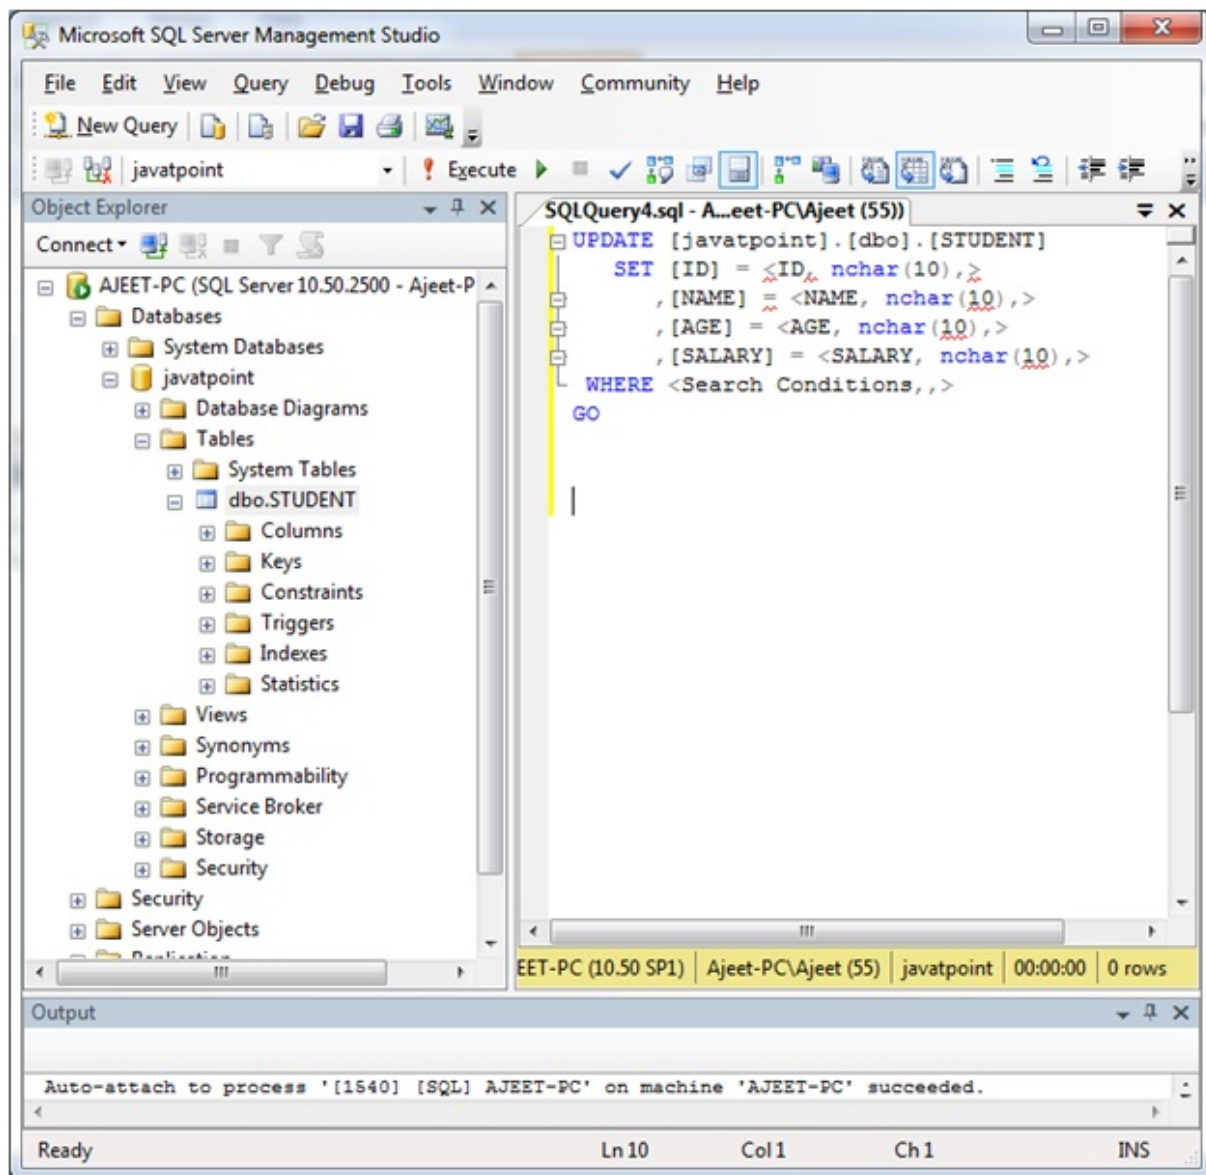 Microsoft SQL Server Management Studio
File Edit View Query Debug Tools Window Community Help
New Query
javatpoint Execute
Object Explorer
Connect
AJEET-PC (SQL Server 10.50.2500 - Ajeet-P
Databases
System Databases
javatpoint
Database Diagrams
Tables
System Tables
dbo.STUDENT
Columns
Keys
Constraints
Triggers
Indexes
Statistics
Views
Synonyms
Programmability
Service Broker
Storage
Security
Security
Server Objects
Replication
SQLQuery4.sql - A...eet-PC\Ajeet (55))
UPDATE [javatpoint].[dbo].[STUDENT]
SET [ID] = <ID, nchar(10),>
,[NAME] = <NAME, nchar(10),>
,[AGE] = <AGE, nchar(10),>
,[SALARY] = <SALARY, nchar(10),>
WHERE <Search Conditions,,>
GO
EET-PC (10.50 SP1) Ajeet-PC\Ajeet (55) javatpoint 00:00:00 0 rows
Output
Auto-attach to process '[1540] [SQL] AJEET-PC' on machine 'AJEET-PC' succeeded.
Ready Ln 10 Col 1 Ch 1 INS